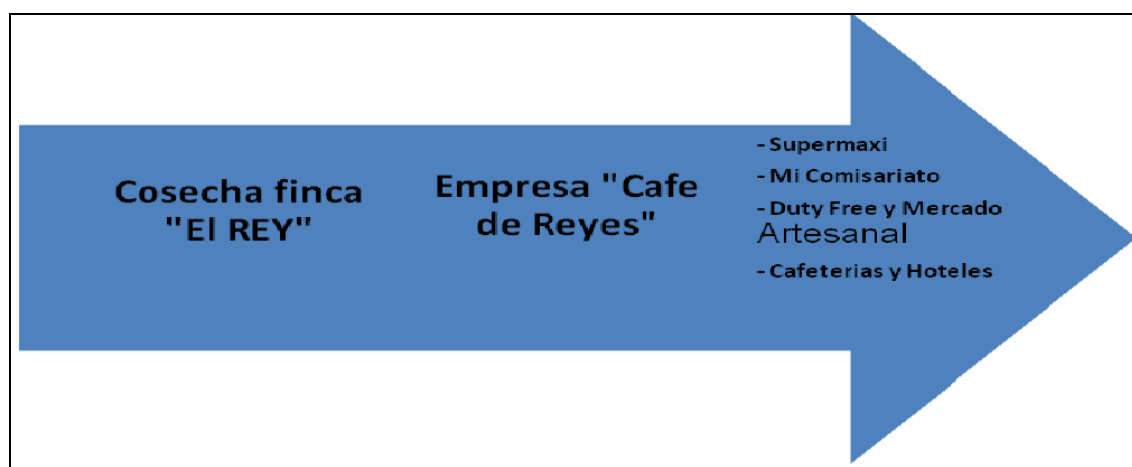 Cosecha finca
"El REY"
Empresa "Cafe
de Reyes"
- Supermaxi
- Mi Comisariato
- Duty Free y Mercado
Artesanal
- Cafeterias y Hoteles